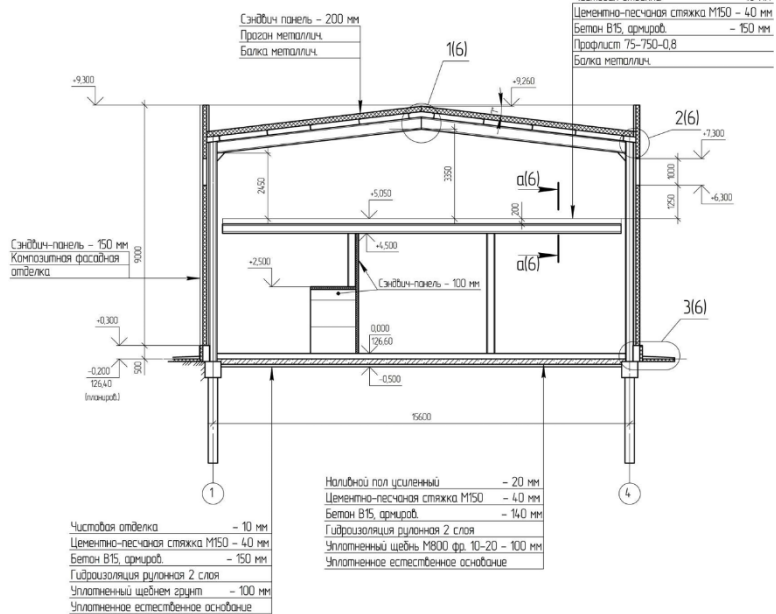 Сэндвич панель - 200 мм
Прогон металлич.
Балка металлич.
Цементно-песчаная стяжка М150 - 40 мм
Бетон В15, армиров. - 150 мм
Профлист 75-750-0,8
Балка металлич.
1(6)
+9,300
+9,260
2(6)
+7,300
2450
3350
1000
а(6)
+5,050
200
1250
+6,300
Сэндвич-панель - 150 мм
Композитная фасадная
отделка
9000
+4,500
а(6)
+2,500
Сэндвич-панель - 100 мм
3(6)
+0,300
0,000
126,60
-0,200
126,40
(планиров.)
500
-0,500
15600
1
4
Чистовая отделка - 10 мм
Цементно-песчаная стяжка М150 - 40 мм
Бетон В15, армиров. - 150 мм
Гидроизоляция рулонная 2 слоя
Уплотненный щебнем грунт - 100 мм
Уплотненное естественное основание
Наливной пол усиленный - 20 мм
Цементно-песчаная стяжка М150 - 40 мм
Бетон В15, армиров. - 140 мм
Гидроизоляция рулонная 2 слоя
Уплотненный щебнь М800 фр. 10-20 - 100 мм
Уплотненное естественное основание